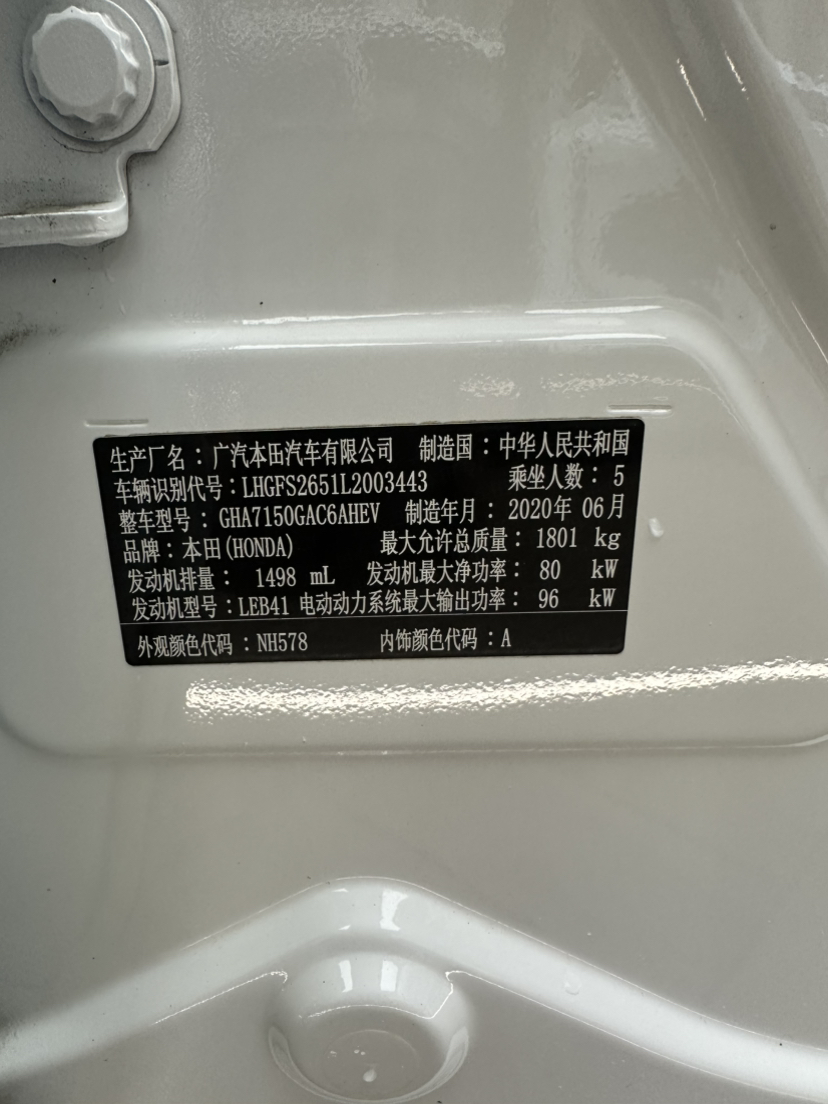 生产厂名：广汽本田汽车有限公司 制造国：中华人民共和国
车辆识别代号：LHGFS2651L2003443 乘坐人数：5
整车型号：GHA7150GAC6AHEV 制造年月：2020年06月
品牌：本田(HONDA) 最大允许总质量：1801 kg
发动机排量：1498 mL 发动机最大净功率：80 kW
发动机型号：LEB41 电动动力系统最大输出功率：96 kW
外观颜色代码：NH578 内饰颜色代码：A